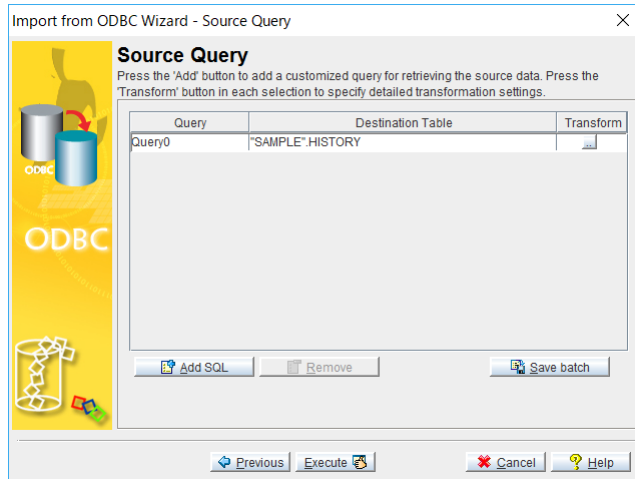 Import from ODBC Wizard - Source Query
Source Query
Press the 'Add' button to add a customized query for retrieving the source data. Press the
'Transform' button in each selection to specify detailed transformation settings.
Query Destination Table Transform
Query0 "SAMPLE".HISTORY ...
ODBC
ODBC
Add SQL Remove Save batch
Previous Execute Cancel Help